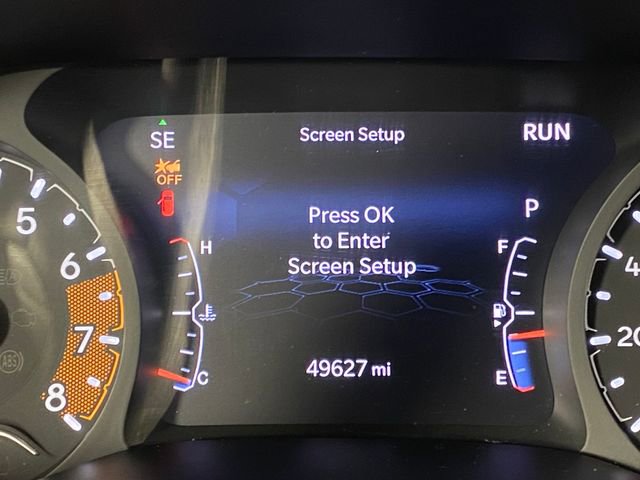 SE
Screen Setup
RUN
OFF
Press OK
to Enter
Screen Setup
P
H
F
C
E
49627 mi
5
6
7
8
ABS
4
20